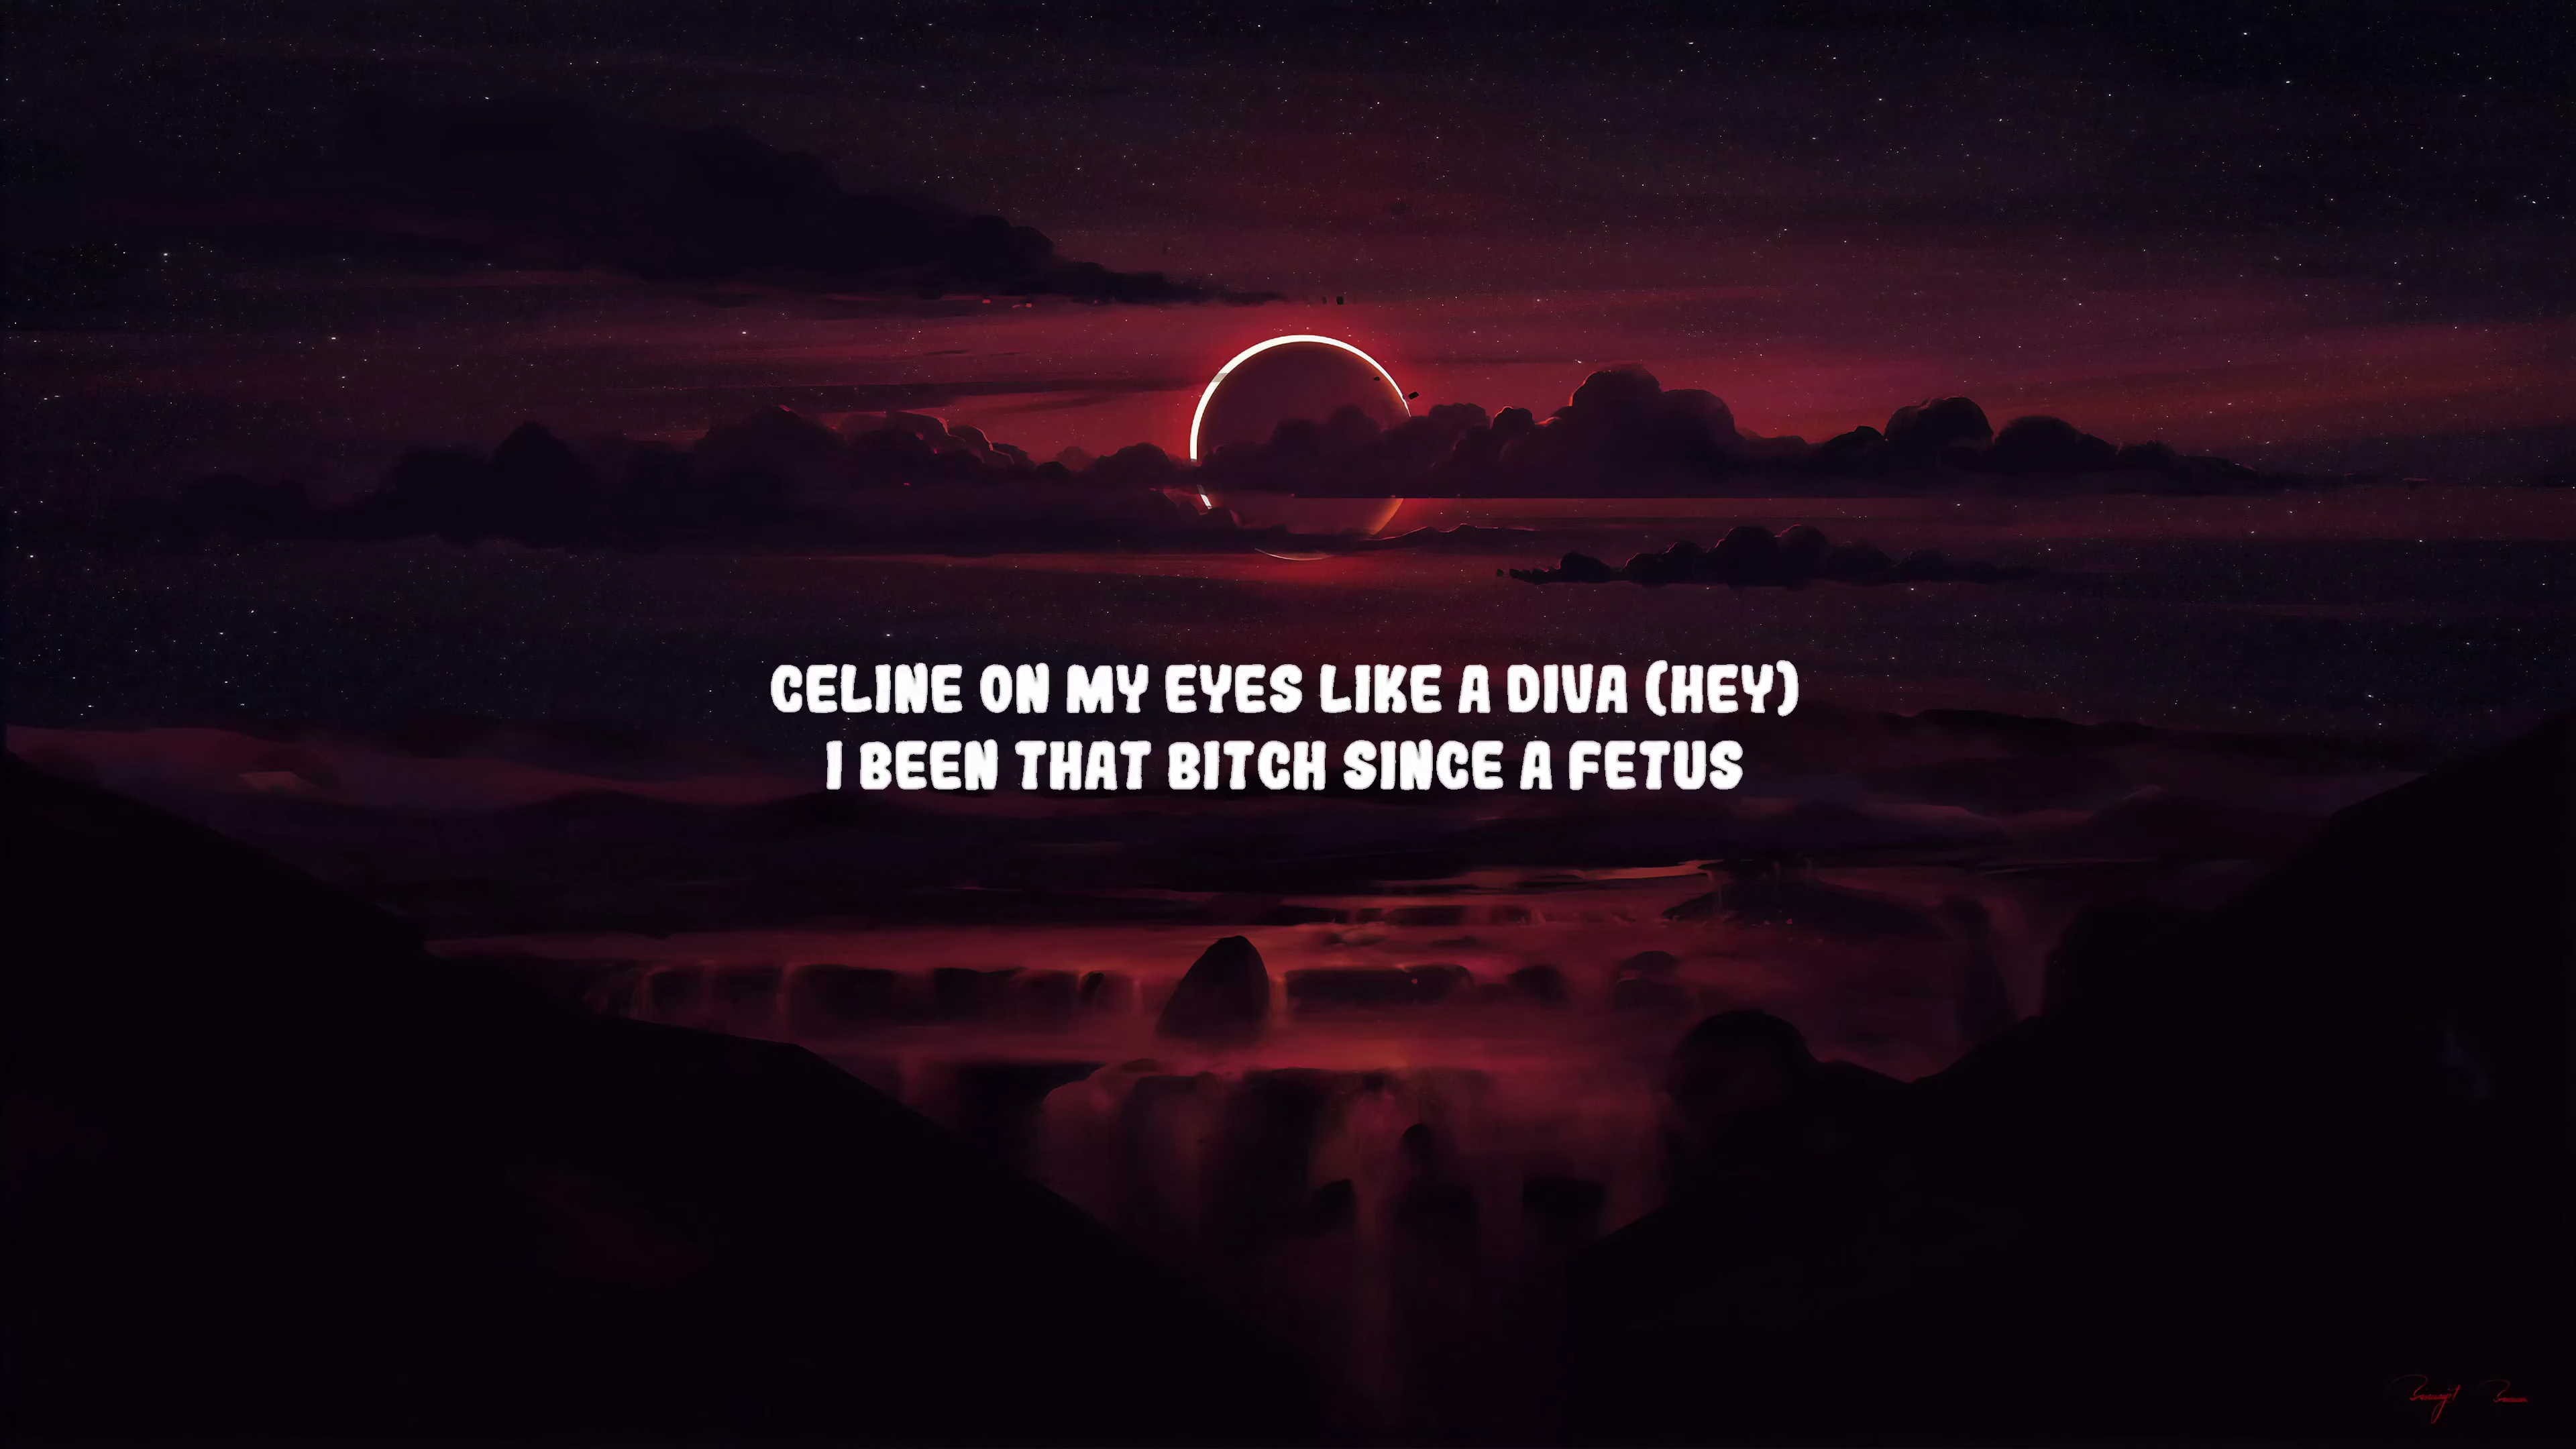 CELINE ON MY EYES LIKE A DIVA (HEY)
I BEEN THAT BITCH SINCE A FETUS